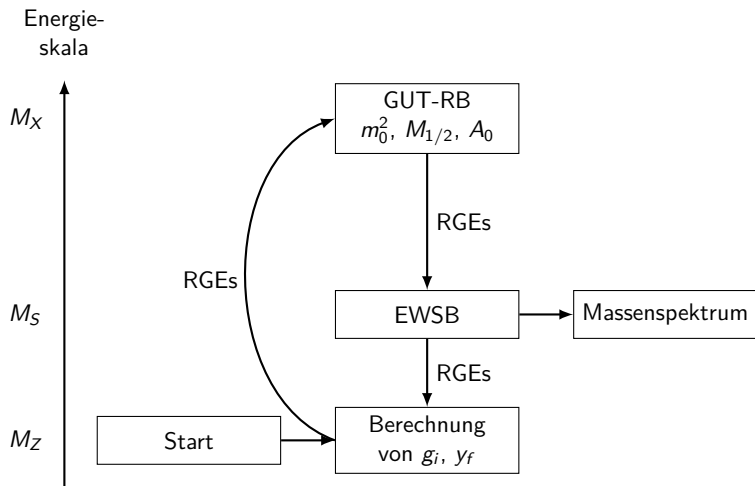 Energie-
skala
M_X
GUT-RB
m_0^2, M_{1/2}, A_0
RGEs
RGEs
M_S
EWSB
Massenspektrum
RGEs
M_Z
Start
Berechnung
von g_i, y_f